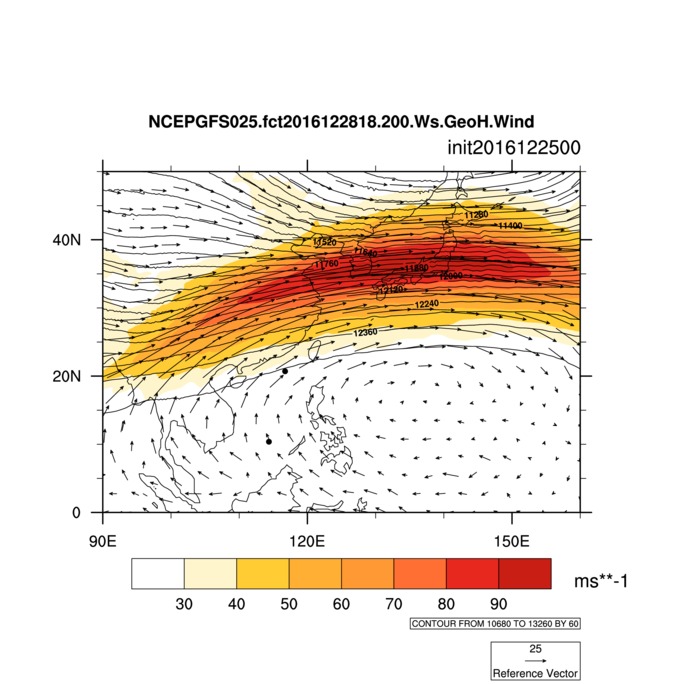 NCEPGFS025.fct2016122818.200.Ws.GeoH.Wind
init2016122500
11280
11400
40N
11520
11640
11760
11880
12000
12120
12240
12360
20N
0
90E 120E 150E
ms**-1
30 40 50 60 70 80 90
CONTOUR FROM 10680 TO 13260 BY 60
25
Reference Vector